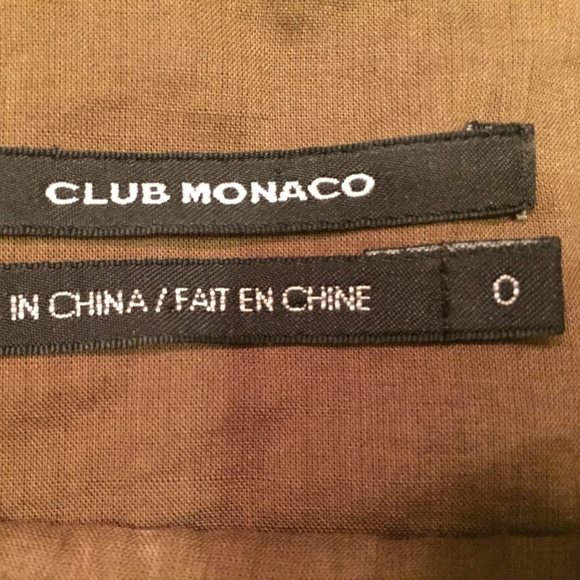 CLUB MONACO
IN CHINA / FAIT EN CHINE 0